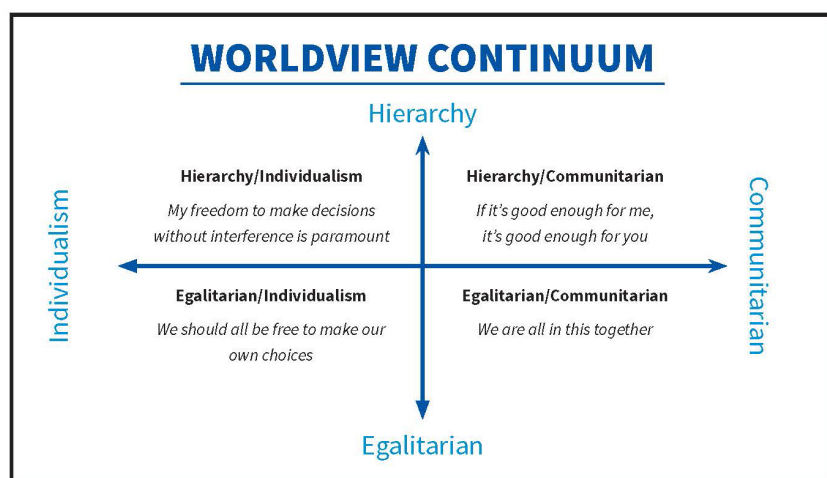 WORLDVIEW CONTINUUM
Hierarchy
Individualism
Hierarchy/Individualism
My freedom to make decisions
without interference is paramount
Hierarchy/Communitarian
If it's good enough for me,
it's good enough for you
Communitarian
Egalitarian/Individualism
We should all be free to make our
own choices
Egalitarian/Communitarian
We are all in this together
Egalitarian